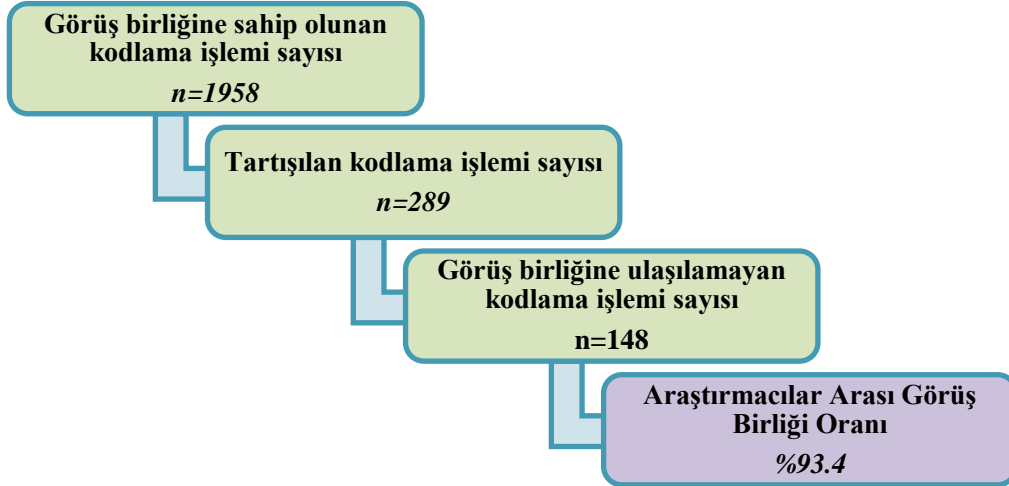 Görüş birliğine sahip olunan
kodlama işlemi sayısı
n=1958
Tartışılan kodlama işlemi sayısı
n=289
Görüş birliğine ulaşılamayan
kodlama işlemi sayısı
n=148
Araştırmacılar Arası Görüş
Birliği Oranı
%93.4